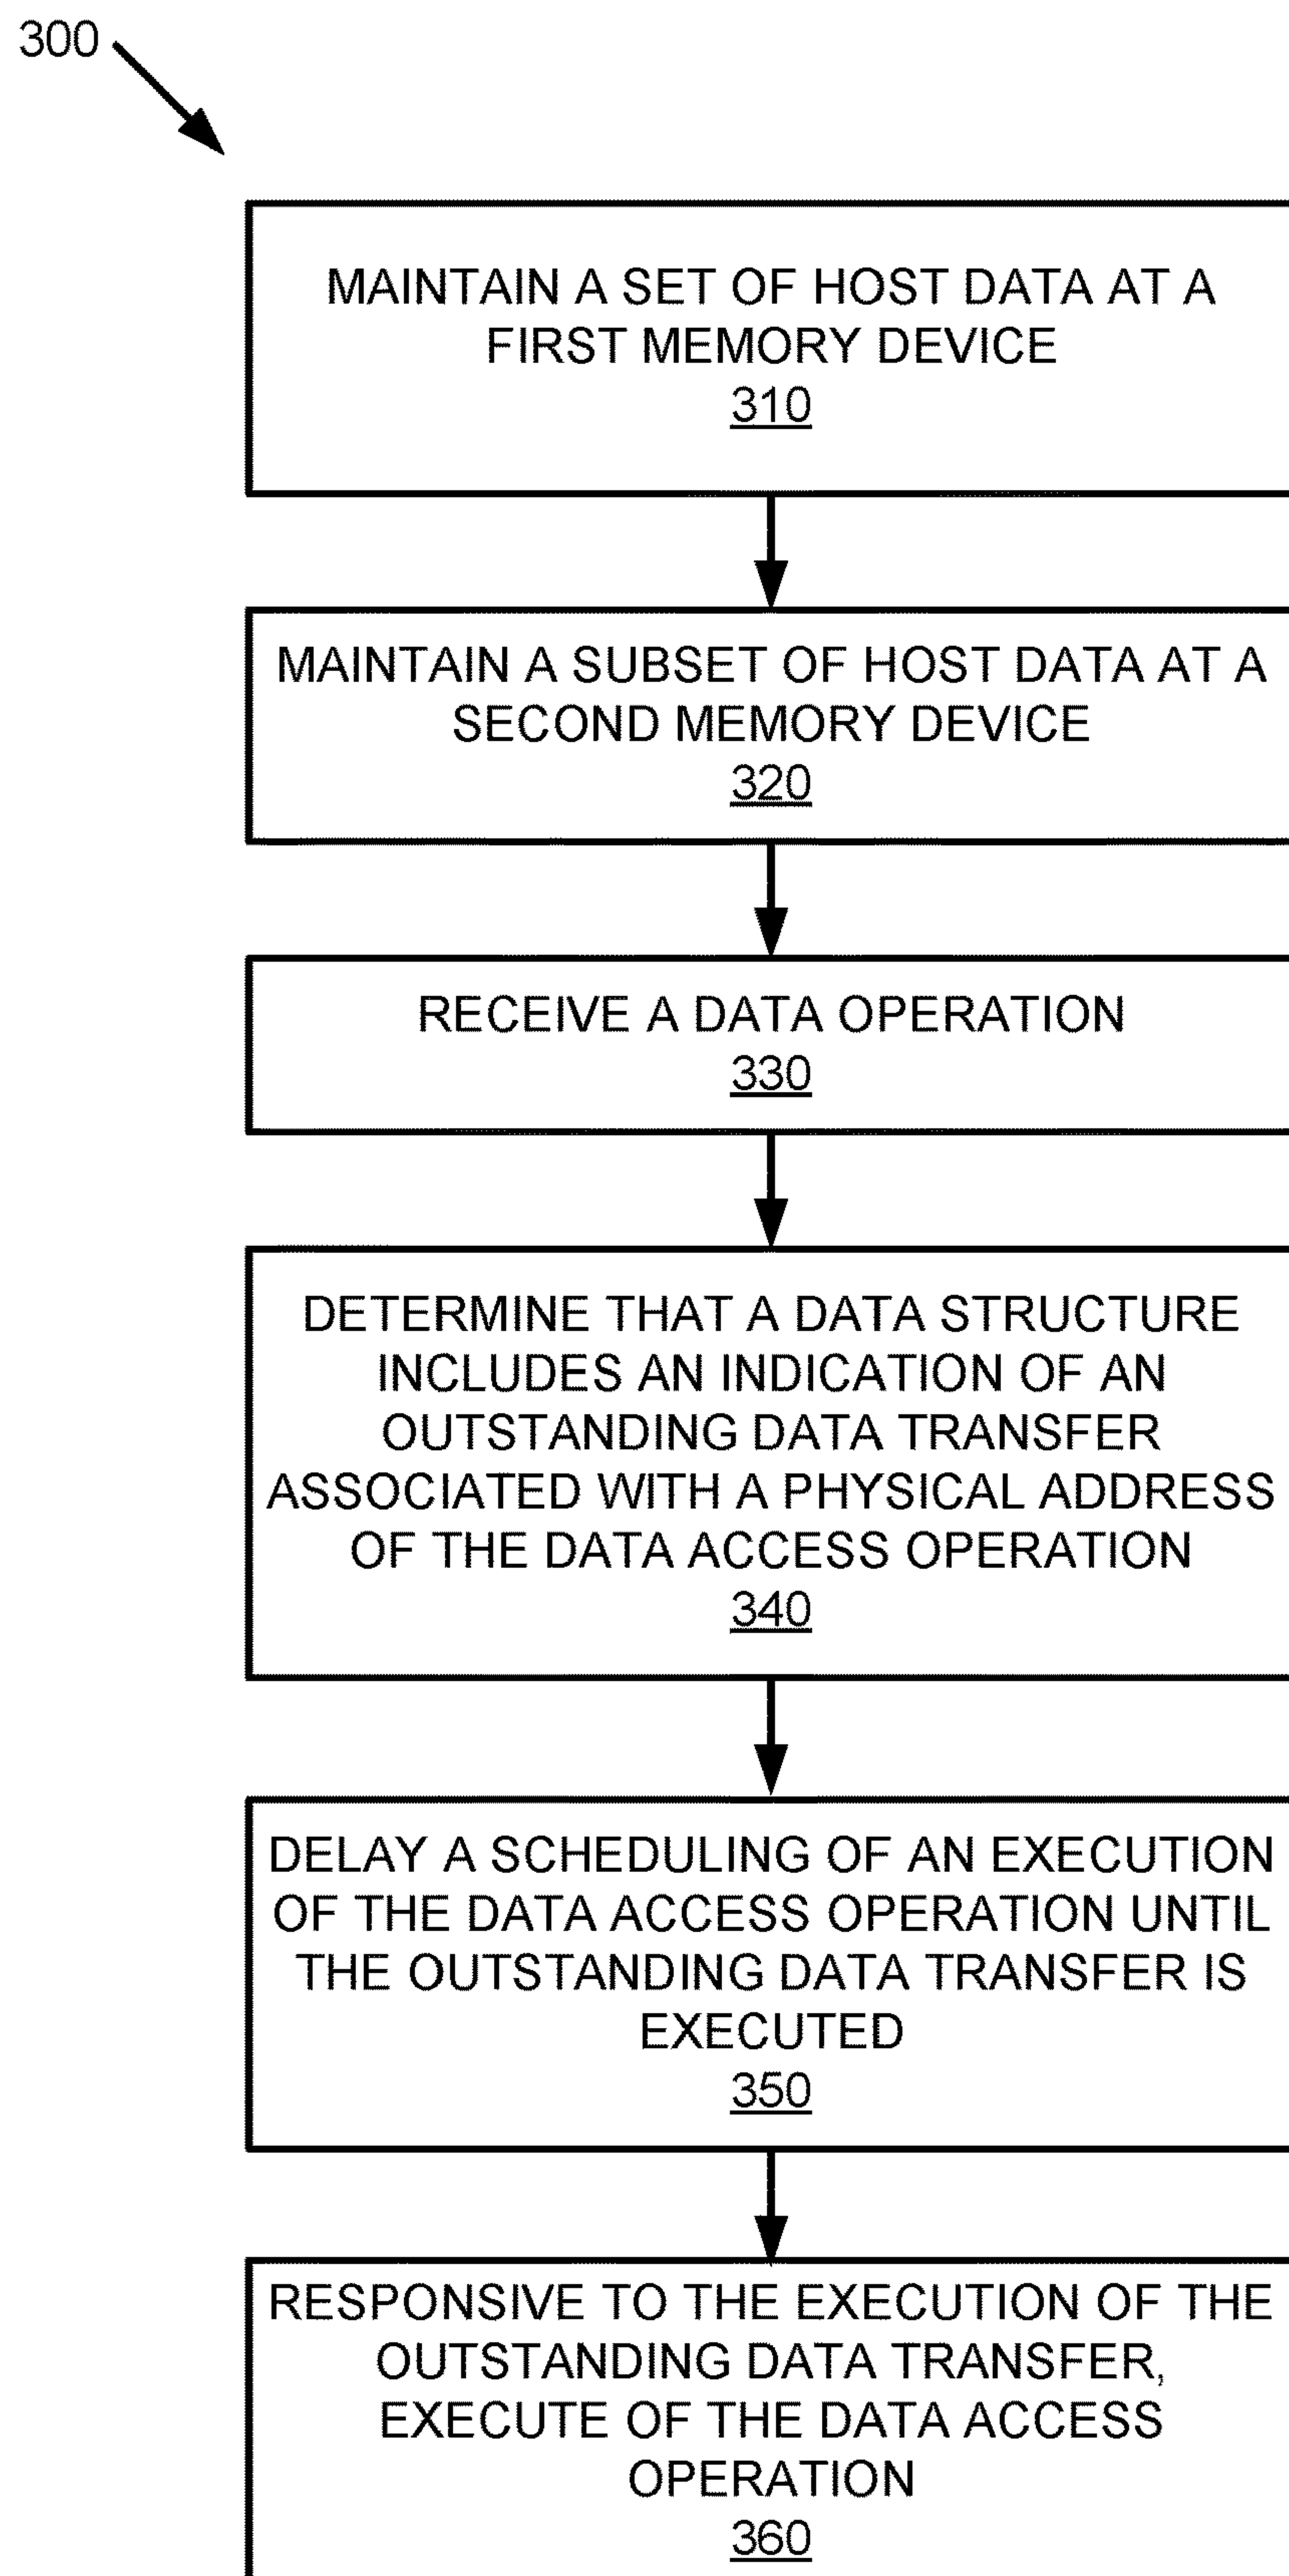 300
MAINTAIN A SET OF HOST DATA AT A
FIRST MEMORY DEVICE
310
MAINTAIN A SUBSET OF HOST DATA AT A
SECOND MEMORY DEVICE
320
RECEIVE A DATA OPERATION
330
DETERMINE THAT A DATA STRUCTURE
INCLUDES AN INDICATION OF AN
OUTSTANDING DATA TRANSFER
ASSOCIATED WITH A PHYSICAL ADDRESS
OF THE DATA ACCESS OPERATION
340
DELAY A SCHEDULING OF AN EXECUTION
OF THE DATA ACCESS OPERATION UNTIL
THE OUTSTANDING DATA TRANSFER IS
EXECUTED
350
RESPONSIVE TO THE EXECUTION OF THE
OUTSTANDING DATA TRANSFER,
EXECUTE OF THE DATA ACCESS
OPERATION
360